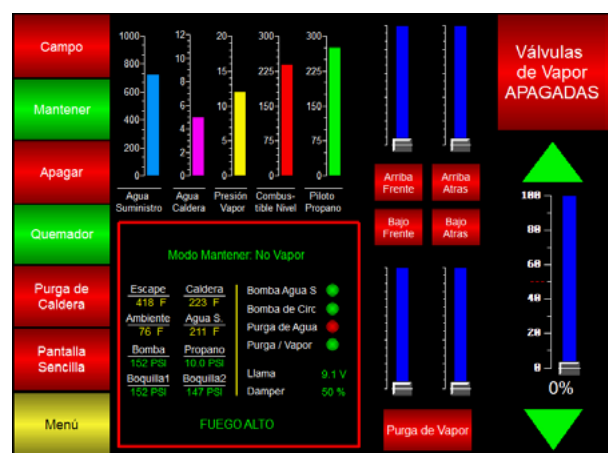 Campo
Mantener
Apagar
Quemador
Purga de
Caldera
Pantalla
Sencilla
Menú
1000
800
600
400
200
0
Agua
Suministro
12
10
8
6
4
2
0
Agua
Caldera
20
15
10
5
0
Presión
Vapor
300
225
150
75
0
Combus-
tible Nivel
300
225
150
75
0
Piloto
Propano
Modo Mantener: No Vapor
Escape Caldera
418 F 223 F
Ambiente Agua S.
76 F 211 F
Bomba Propano
152 PSI 10.0 PSI
Boquilla1 Boquilla2
152 PSI 147 PSI
Bomba Agua S
Bomba de Circ
Purga de Agua
Purga / Vapor
Llama 9.1 V
Damper 50 %
FUEGO ALTO
Arriba
Frente
Arriba
Atras
Bajo
Frente
Bajo
Atras
Purga de Vapor
Válvulas
de Vapor
APAGADAS
100
80
60
40
20
0
0%